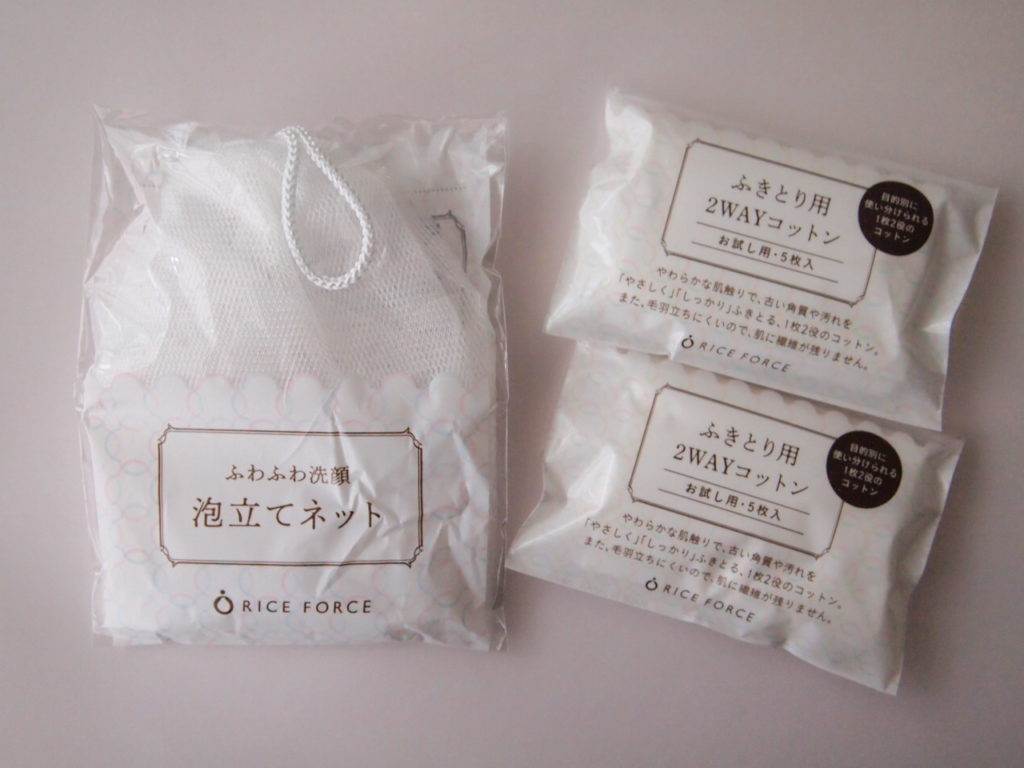 ふわふわ洗顔
泡立てネット
RICE FORCE
ふきとり用
2WAYコットン
お試し用・5枚入
目的別に
使い分けられる
1枚2役の
コットン
やわらかな肌触りで、古い角質や汚れを
「やさしく」「しっかり」ふきとる、1枚2役のコットン。
また、毛羽立ちにくいので、肌に繊維が残りません。
RICE FORCE
ふきとり用
2WAYコットン
お試し用・5枚入
目的別に
使い分けられる
1枚2役の
コットン
やわらかな肌触りで、古い角質や汚れを
「やさしく」「しっかり」ふきとる、1枚2役のコットン。
また、毛羽立ちにくいので、肌に繊維が残りません。
RICE FORCE